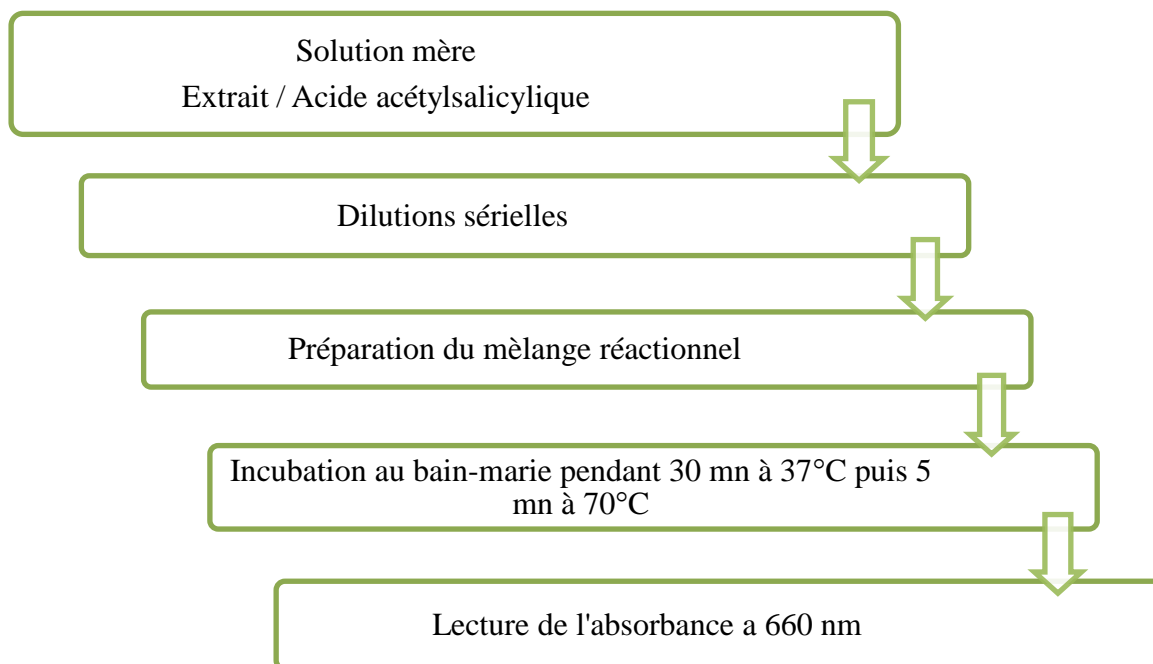 Solution mère
Extrait / Acide acétylsalicylique
Dilutions sérielles
Préparation du mèlange réactionnel
Incubation au bain-marie pendant 30 mn à 37°C puis 5
mn à 70°C
Lecture de l'absorbance a 660 nm